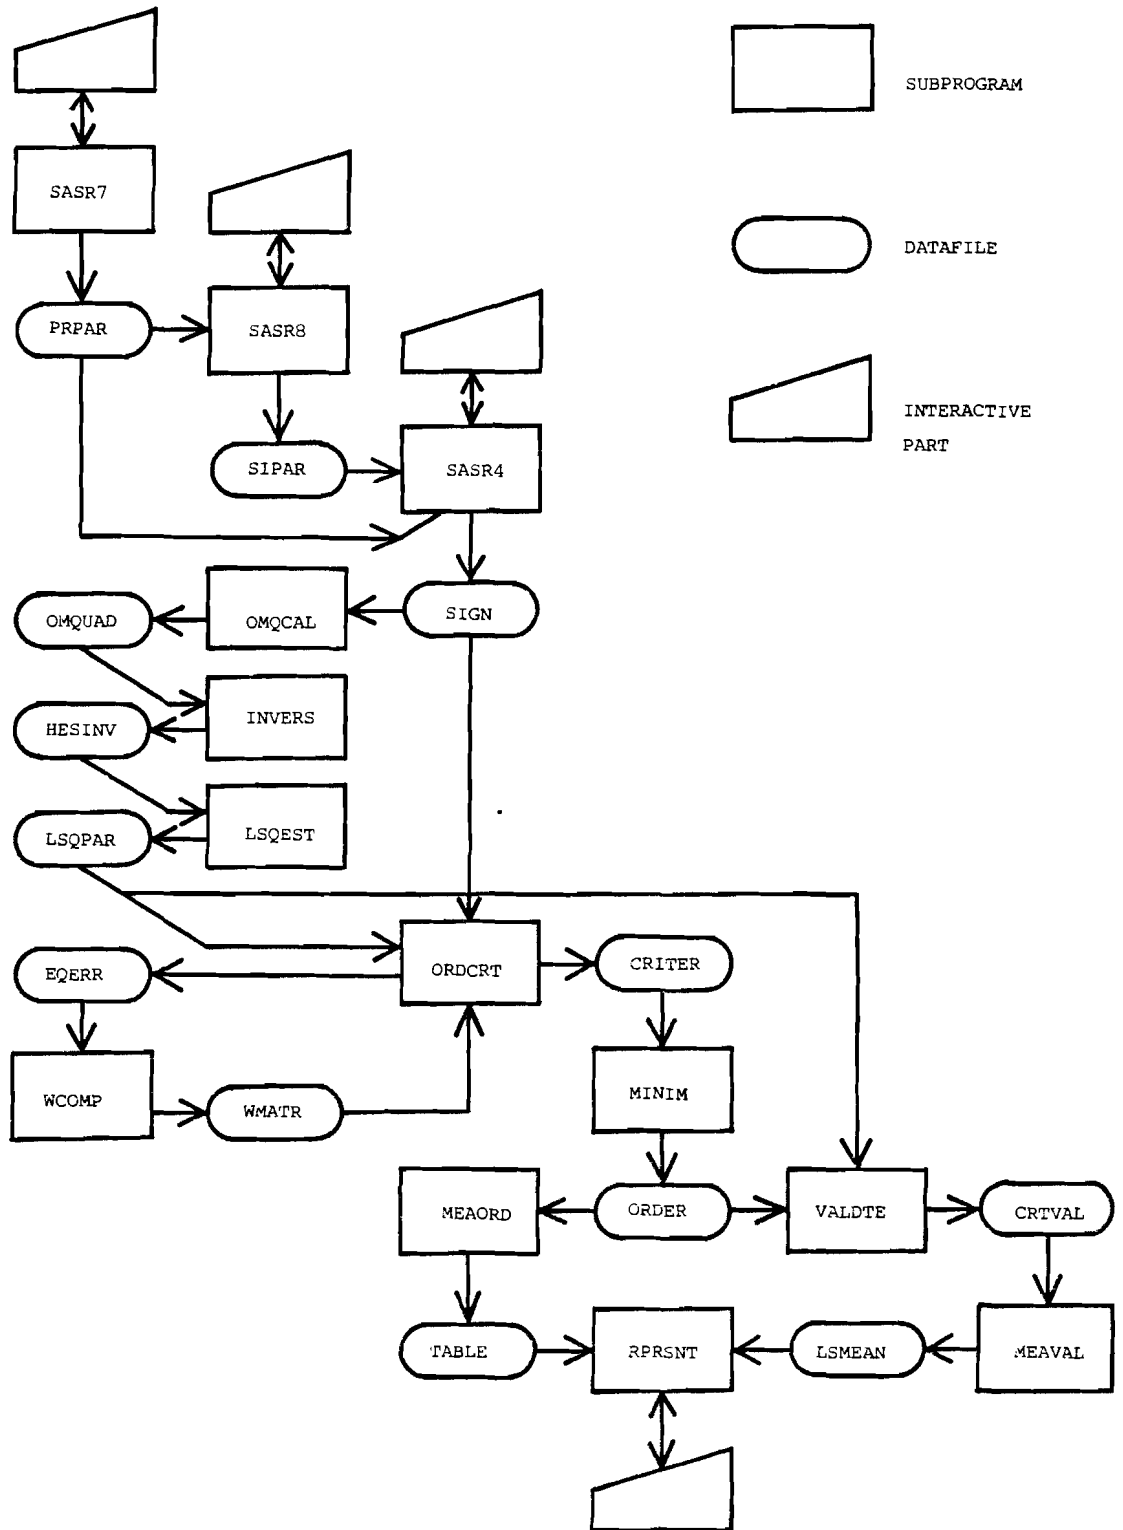 SUBPROGRAM
SASR7
DATAFILE
PRPAR
SASR8
INTERACTIVE
PART
SIPAR
SASR4
OMQUAD
OMQCAL
SIGN
HESINV
INVERS
LSQPAR
LSQEST
EQERR
ORDCRT
CRITER
WCOMP
WMATR
MINIM
MEAORD
ORDER
VALDTE
CRTVAL
TABLE
RPRSNT
LSMEAN
MEAVAL